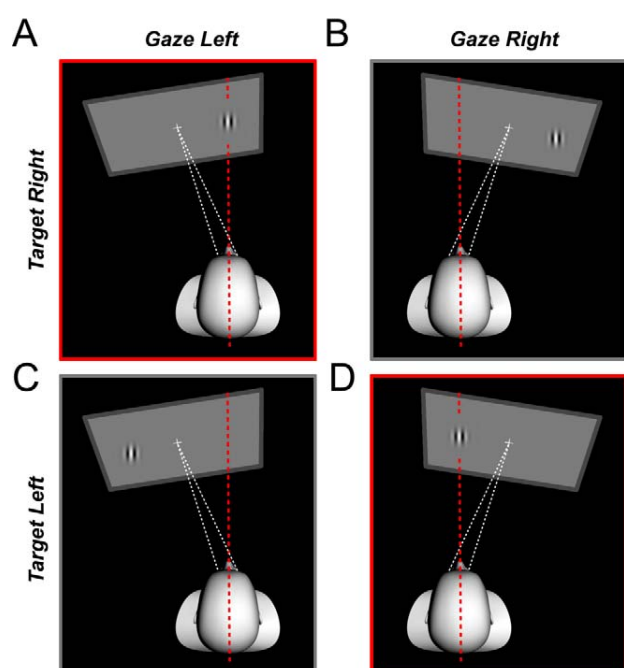 A
Gaze Left
B
Gaze Right
Target Right
C
D
Target Left